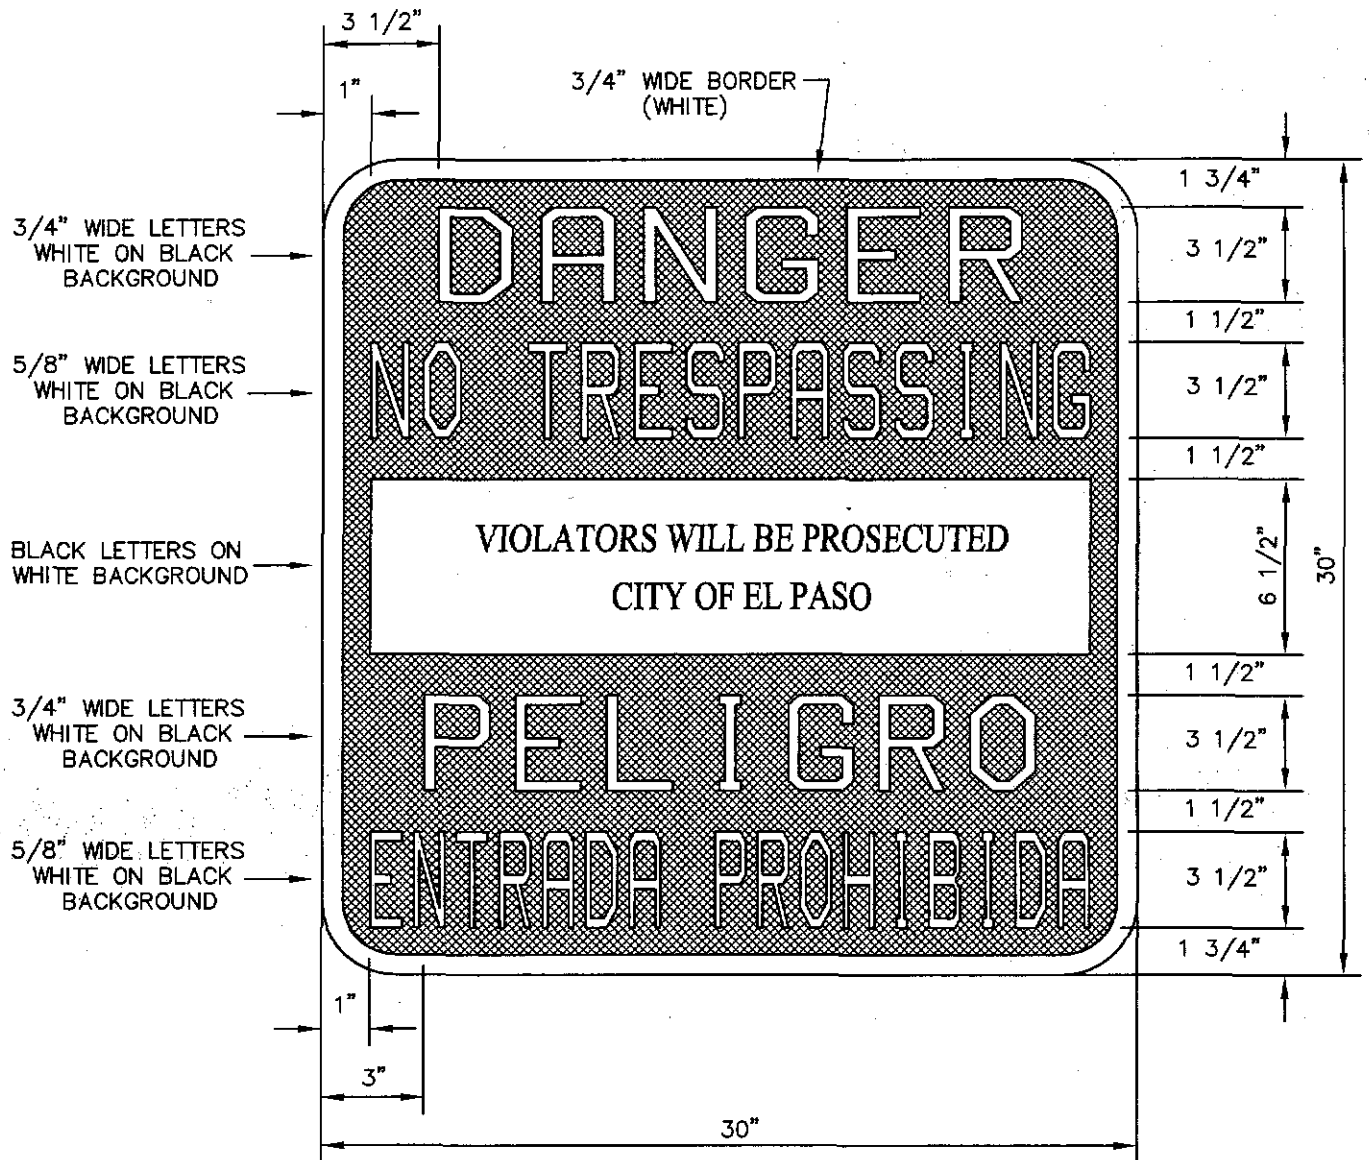 3 1/2"
1"
3/4" WIDE BORDER
(WHITE)
1 3/4"
3/4" WIDE LETTERS
WHITE ON BLACK
BACKGROUND
DANGER
3 1/2"
1 1/2"
5/8" WIDE LETTERS
WHITE ON BLACK
BACKGROUND
NO TRESPASSING
3 1/2"
1 1/2"
BLACK LETTERS ON
WHITE BACKGROUND
VIOLATORS WILL BE PROSECUTED
CITY OF EL PASO
6 1/2"
30"
1 1/2"
3/4" WIDE LETTERS
WHITE ON BLACK
BACKGROUND
PELIGRO
3 1/2"
1 1/2"
5/8" WIDE LETTERS
WHITE ON BLACK
BACKGROUND
ENTRADA PROHIBIDA
3 1/2"
1 3/4"
1"
3"
30"